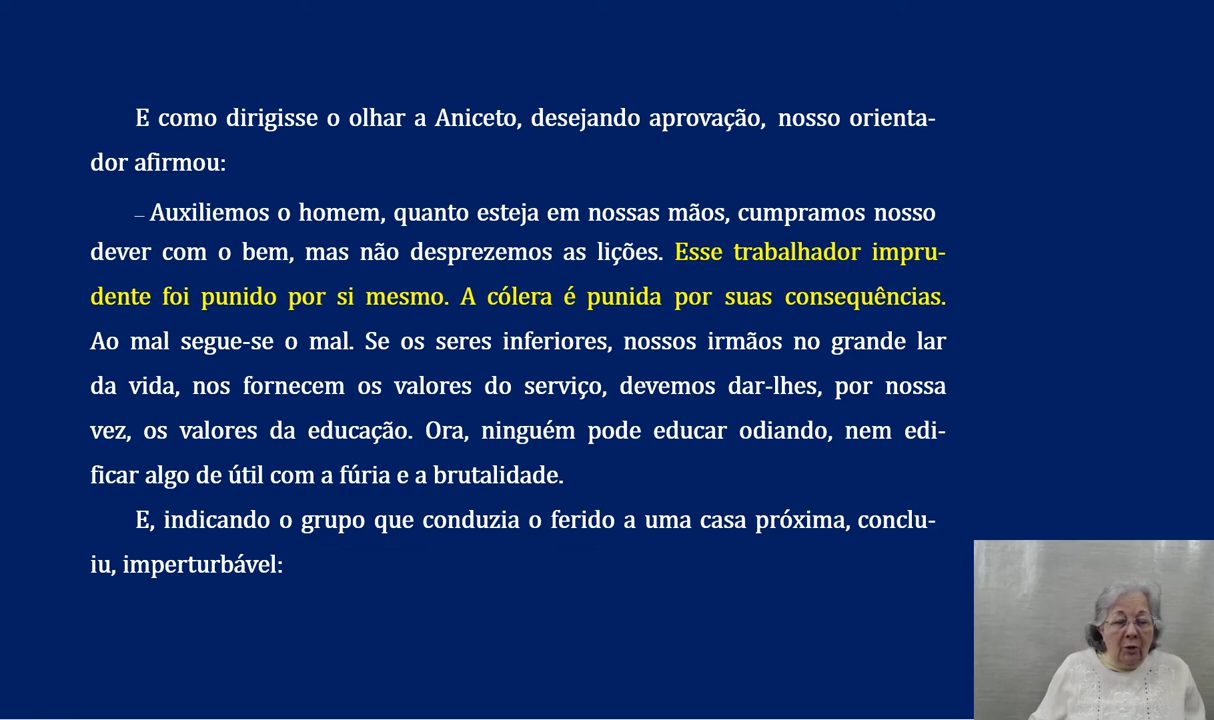 E como dirigisse o olhar a Aniceto, desejando aprovação, nosso orienta-
dor afirmou:
– Auxiliemos o homem, quanto esteja em nossas mãos, cumpramos nosso
dever com o bem, mas não desprezemos as lições. Esse trabalhador impru-
dente foi punido por si mesmo. A cólera é punida por suas consequências.
Ao mal segue-se o mal. Se os seres inferiores, nossos irmãos no grande lar
da vida, nos fornecem os valores do serviço, devemos dar-lhes, por nossa
vez, os valores da educação. Ora, ninguém pode educar odiando, nem edi-
ficar algo de útil com a fúria e a brutalidade.
E, indicando o grupo que conduzia o ferido a uma casa próxima, conclu-
iu, imperturbável: